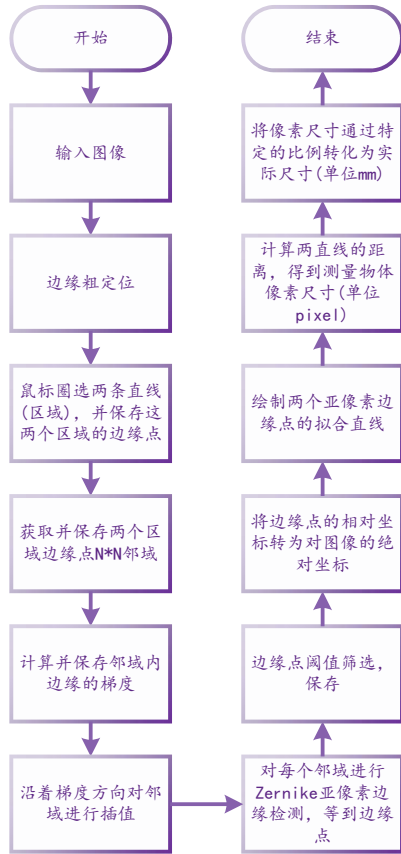 开始
输入图像
边缘粗定位
鼠标圈选两条直线
(区域)，并保存这
两个区域的边缘点
获取并保存两个区
域边缘点N*N邻域
计算并保存邻域内
边缘的梯度
沿着梯度方向对邻
域进行插值
对每个邻域进行
Zernike亚像素边
缘检测，等到边缘
点
边缘点阈值筛选，
保存
将边缘点的相对坐
标转为对图像的绝
对坐标
绘制两个亚像素边
缘点的拟合直线
计算两直线的距
离，得到测量物体
像素尺寸(单位
pixel)
将像素尺寸通过特
定的比例转化为实
际尺寸(单位mm)
结束